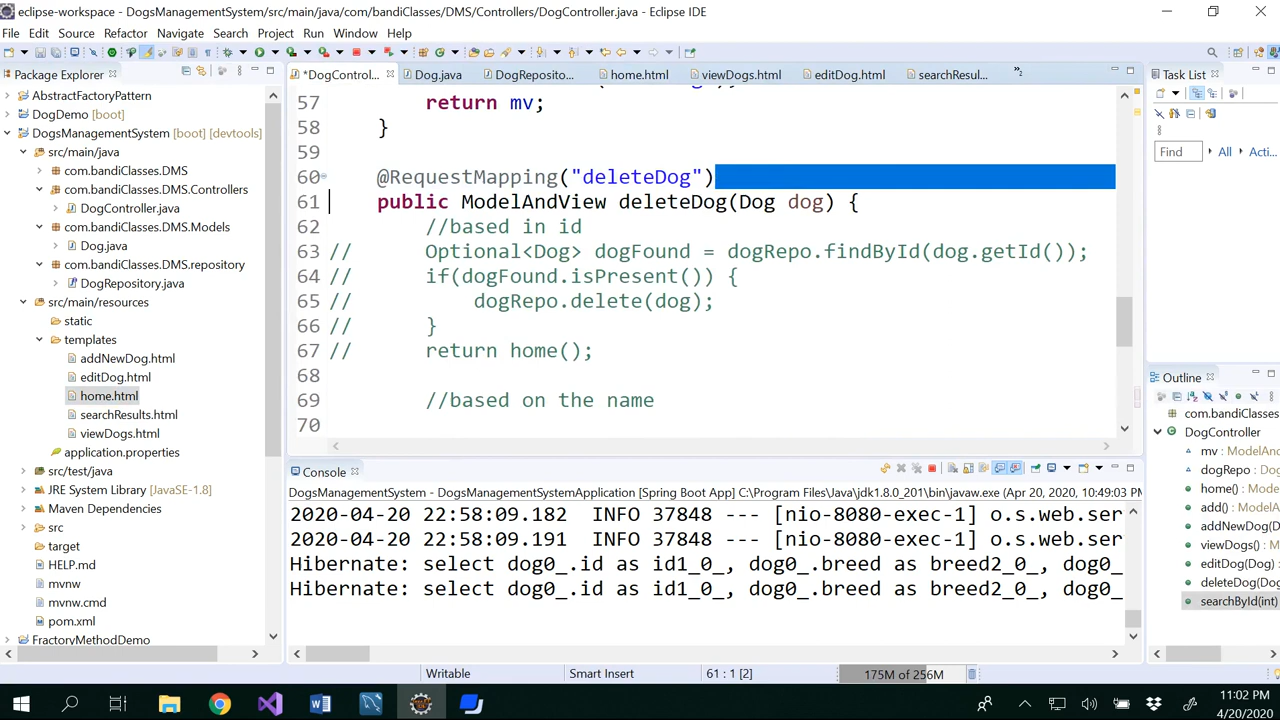 eclipse-workspace - DogsManagementSystem/src/main/java/com/bandiClasses/DMS/Controllers/DogController.java - Eclipse IDE
File Edit Source Refactor Navigate Search Project Run Window Help
Package Explorer
*DogControl... Dog.java DogReposito... home.html viewDogs.html editDog.html searchResul...
Task List
AbstractFactoryPattern
DogDemo [boot]
DogsManagementSystem [boot] [devtools]
src/main/java
com.bandiClasses.DMS
com.bandiClasses.DMS.Controllers
DogController.java
com.bandiClasses.DMS.Models
Dog.java
com.bandiClasses.DMS.repository
DogRepository.java
src/main/resources
static
templates
addNewDog.html
editDog.html
home.html
searchResults.html
viewDogs.html
application.properties
src/test/java
JRE System Library [JavaSE-1.8]
Maven Dependencies
src
target
HELP.md
mvnw
mvnw.cmd
pom.xml
FractoryMethodDemo
57 return mv;
58 }
59
60 @RequestMapping("deleteDog")
61 public ModelAndView deleteDog(Dog dog) {
62 //based in id
63 // Optional<Dog> dogFound = dogRepo.findById(dog.getId());
64 // if(dogFound.isPresent()) {
65 // dogRepo.delete(dog);
66 // }
67 // return home();
68
69 //based on the name
70
Find All Acti...
Outline
com.bandiClasses
DogController
mv : ModelAnd
dogRepo : Dog
home() : Mode
add() : ModelA
addNewDog(D
viewDogs() : M
editDog(Dog) :
deleteDog(Dog
searchById(int)
Console
DogsManagementSystem - DogsManagementSystemApplication [Spring Boot App] C:\Program Files\Java\jdk1.8.0_201\bin\javaw.exe (Apr 20, 2020, 10:49:03 PM
2020-04-20 22:58:09.182 INFO 37848 --- [nio-8080-exec-1] o.s.web.ser
2020-04-20 22:58:09.191 INFO 37848 --- [nio-8080-exec-1] o.s.web.ser
Hibernate: select dog0_.id as id1_0_, dog0_.breed as breed2_0_, dog0_
Hibernate: select dog0_.id as id1_0_, dog0_.breed as breed2_0_, dog0_
Writable Smart Insert 61 : 1 [2] 175M of 256M
11:02 PM
4/20/2020